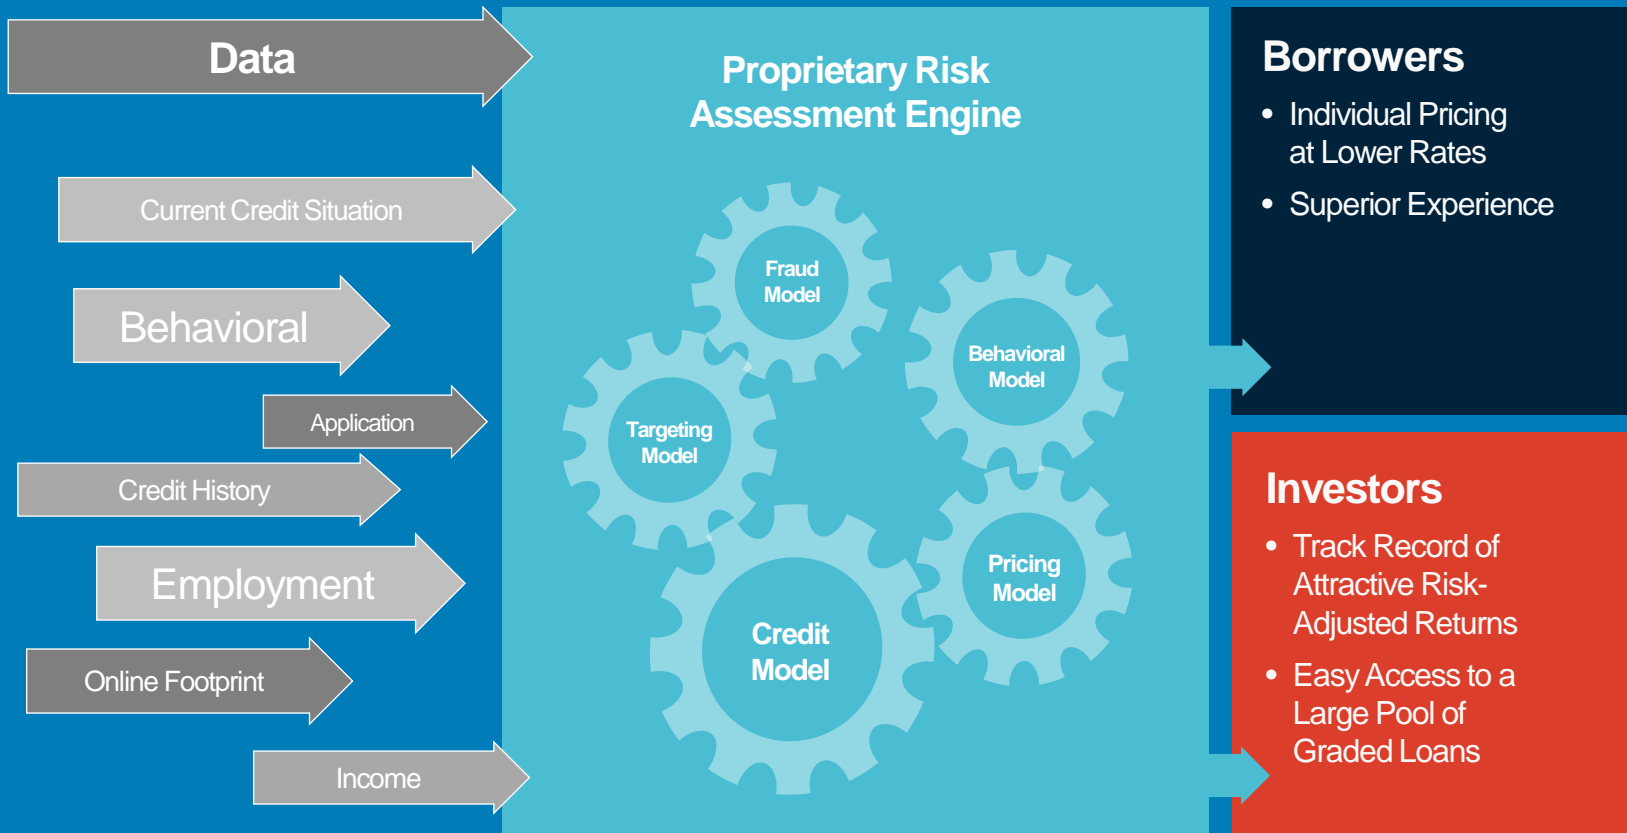 Data
Current Credit Situation
Behavioral
Application
Credit History
Employment
Online Footprint
Income
Proprietary Risk
Assessment Engine
Fraud
Model
Behavioral
Model
Targeting
Model
Pricing
Model
Credit
Model
Borrowers
• Individual Pricing
at Lower Rates
• Superior Experience
Investors
• Track Record of
Attractive Risk-
Adjusted Returns
• Easy Access to a
Large Pool of
Graded Loans